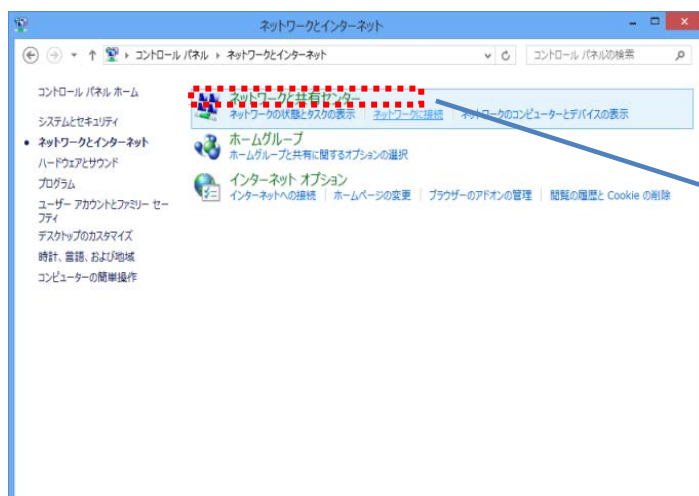 ネットワークとインターネット
コントロール パネル ネットワークとインターネット
コントロール パネルの検索
コントロール パネル ホーム
システムとセキュリティ
ネットワークとインターネット
ハードウェアとサウンド
プログラム
ユーザー アカウントとファミリー セー
フティ
デスクトップのカスタマイズ
時計、言語、および地域
コンピューターの簡単操作
ネットワークと共有センター
ネットワークの状態とタスクの表示 ネットワークに接続 ネットワークのコンピューターとデバイスの表示
ホームグループ
ホームグループと共有に関するオプションの選択
インターネット オプション
インターネットへの接続 ホームページの変更 ブラウザーのアドオンの管理 閲覧の履歴と Cookie の削除